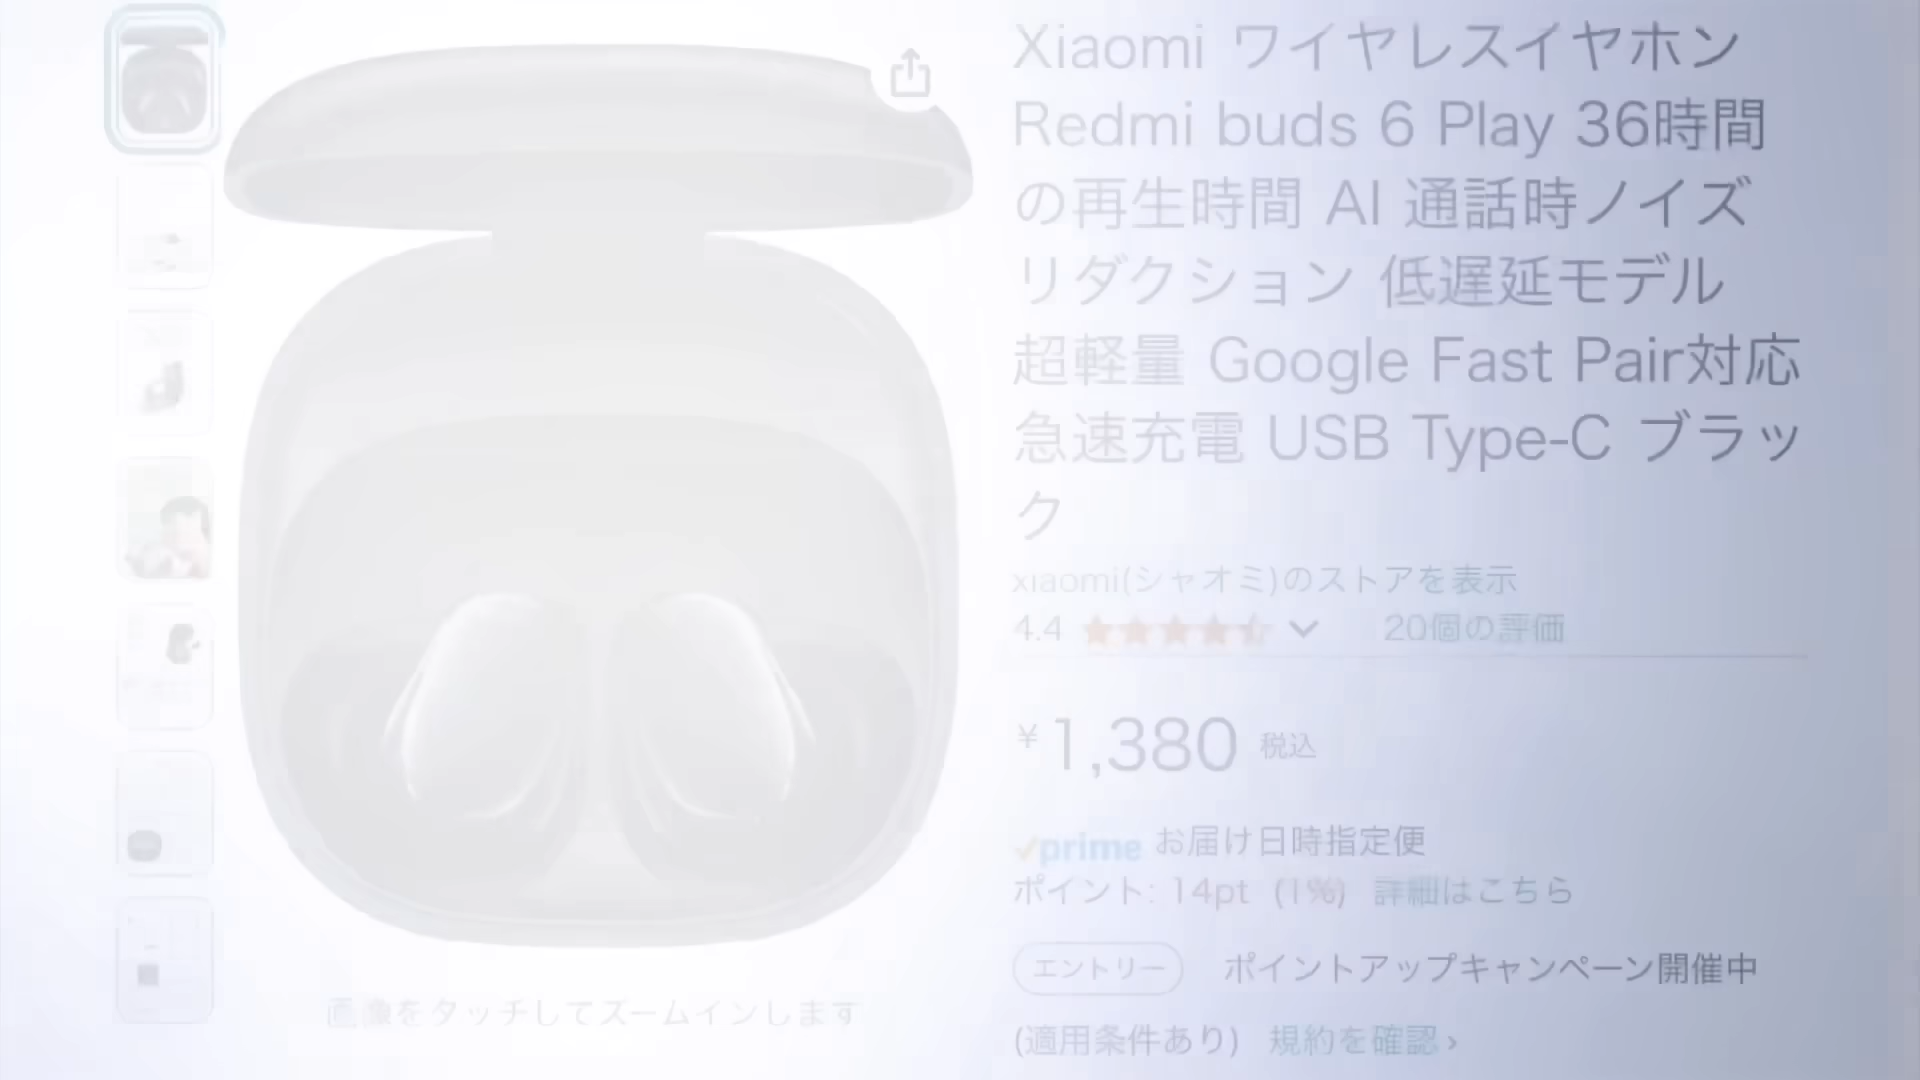 Xiaomi ワイヤレスイヤホン
Redmi buds 6 Play 36時間
の再生時間 AI 通話時ノイズ
リダクション 低遅延モデル
超軽量 Google Fast Pair対応
急速充電 USB Type-C ブラッ
ク
xiaomi(シャオミ)のストアを表示
4.4 20個の評価
¥1,380 税込
prime お届け日時指定便
ポイント: 14pt (1%) 詳細はこちら
エントリー ポイントアップキャンペーン開催中
(適用条件あり) 規約を確認 ›
画像をタッチしてズームインします